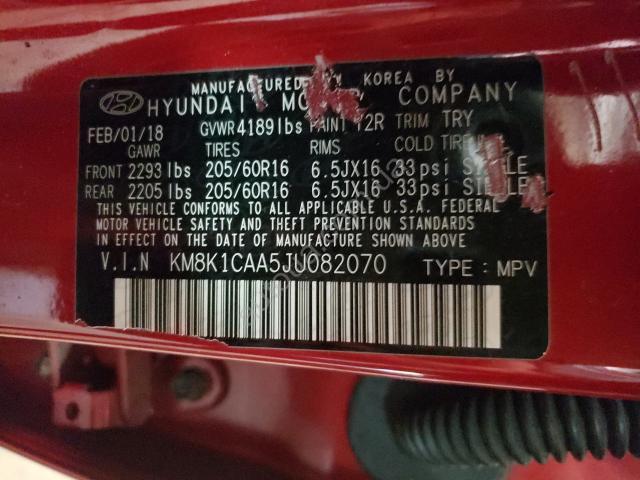 MANUFACTURED BY KOREA BY
HYUNDAI COMPANY
FEB/01/18 GVWR 4189 lbs PAINT TRIM TRY
GAWR TIRES RIMS COLD TIRE
FRONT 2293 lbs 205/60R16 6.5JX16 33 psi
REAR 2205 lbs 205/60R16 6.5JX16 33 psi
THIS VEHICLE CONFORMS TO ALL APPLICABLE U.S.A. FEDERAL
MOTOR VEHICLE SAFETY AND THEFT PREVENTION STANDARDS
IN EFFECT ON THE DATE OF MANUFACTURE SHOWN ABOVE.
V.I.N KM8K1CAA5JU082070 TYPE : MPV